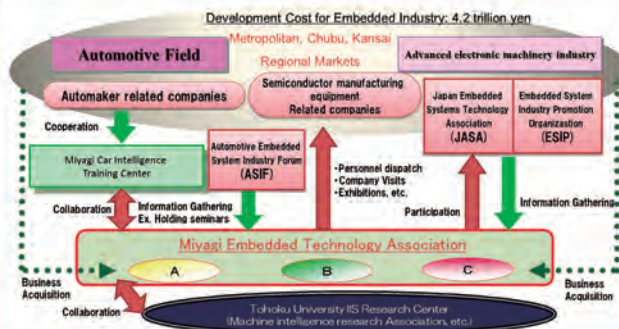 Development Cost for Embedded Industry: 4.2 trillion yen
Automotive Field
Metropolitan, Chubu, Kansai
Regional Markets
Advanced electronic machinery industry
Automaker related companies
Semiconductor manufacturing
equipment
Related companies
Japan Embedded
Systems Technology
Association
(JASA)
Embedded System
Industry Promotion
Organizastion
(ESIP)
Cooperation
Miyagi Car Intelligence
Training Center
Automotive Embedded
System Industry Forum
(ASIF)
・Personnel dispatch
・Company Visits
・Exhibitions, etc.
Collaboration
Information Gathering
Ex. Holding seminars
Participation
Information Gathering
Miyagi Embedded Technology Association
A
B
C
Business
Acquisition
Collaboration
Business
Acquisition
Tohoku University IIS Research Center
(Machine intelligence research Association, etc.)